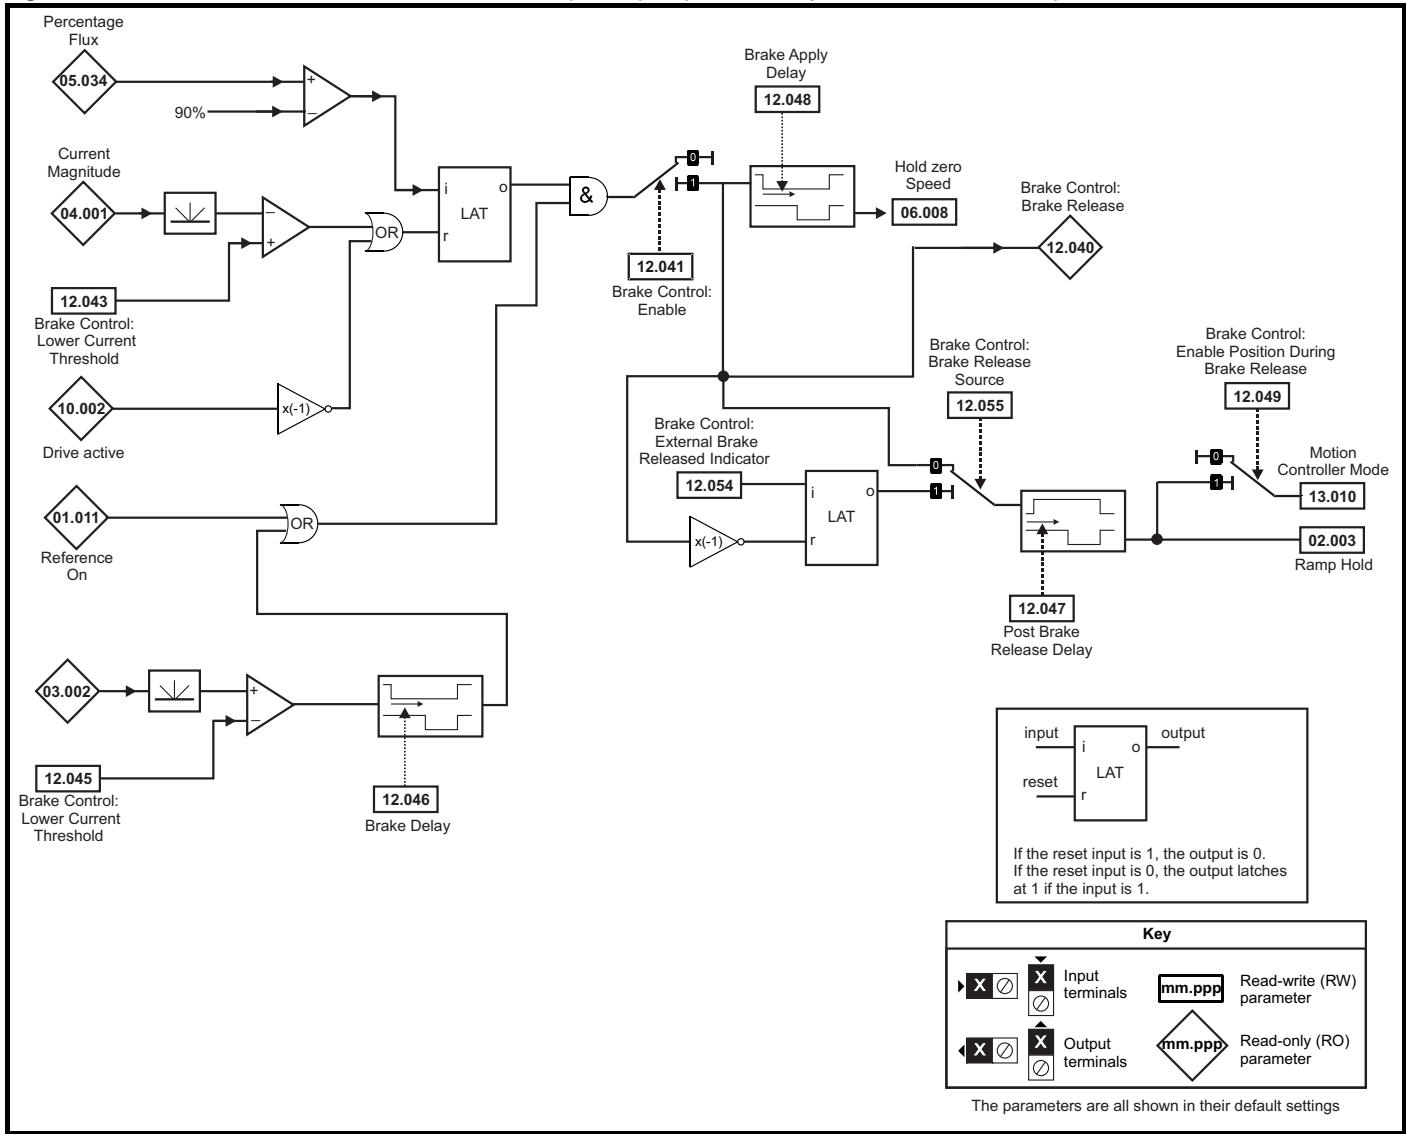 Percentage
Flux
05.034
+
90%
–
Current
Magnitude
04.001
–
+
OR
i
o
LAT
r
12.043
Brake Control:
Lower Current
Threshold
10.002
Drive active
x(-1)
01.011
Reference
On
OR
03.002
+
–
12.045
Brake Control:
Lower Current
Threshold
12.046
Brake Delay
&
0
1
12.041
Brake Control:
Enable
Brake Apply
Delay
12.048
Hold zero
Speed
06.008
Brake Control:
Brake Release
12.040
Brake Control:
External Brake
Released Indicator
12.054
x(-1)
i
o
LAT
r
Brake Control:
Brake Release
Source
12.055
0
1
12.047
Post Brake
Release Delay
Brake Control:
Enable Position During
Brake Release
12.049
0
1
Motion
Controller Mode
13.010
02.003
Ramp Hold
input
output
i
o
LAT
reset
r
If the reset input is 1, the output is 0.
If the reset input is 0, the output latches
at 1 if the input is 1.
Key
X
X
Input
terminals
mm.ppp
Read-write (RW)
parameter
X
X
Output
terminals
mm.ppp
Read-only (RO)
parameter
The parameters are all shown in their default settings